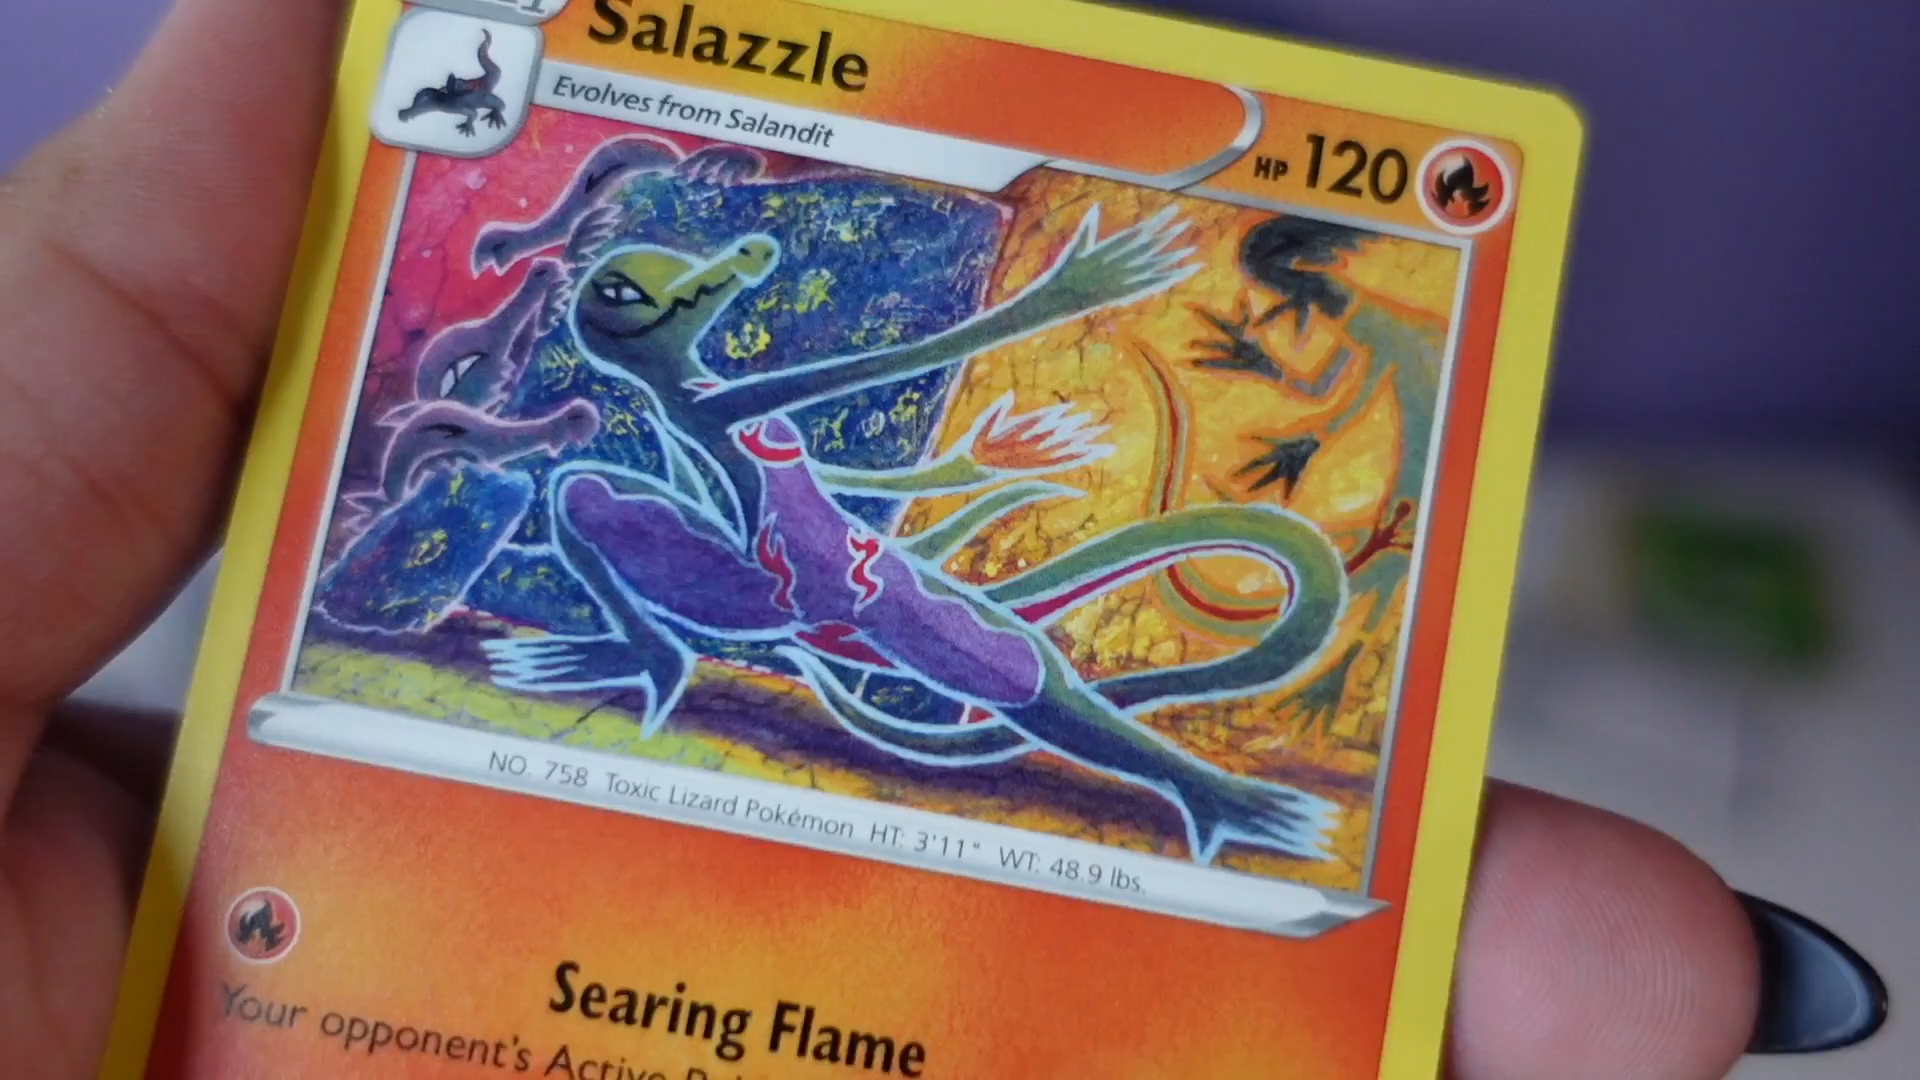 Salazzle
Evolves from Salandit
HP 120
NO. 758 Toxic Lizard Pokémon HT: 3'11" WT: 48.9 lbs.
Searing Flame
Your opponent's Active